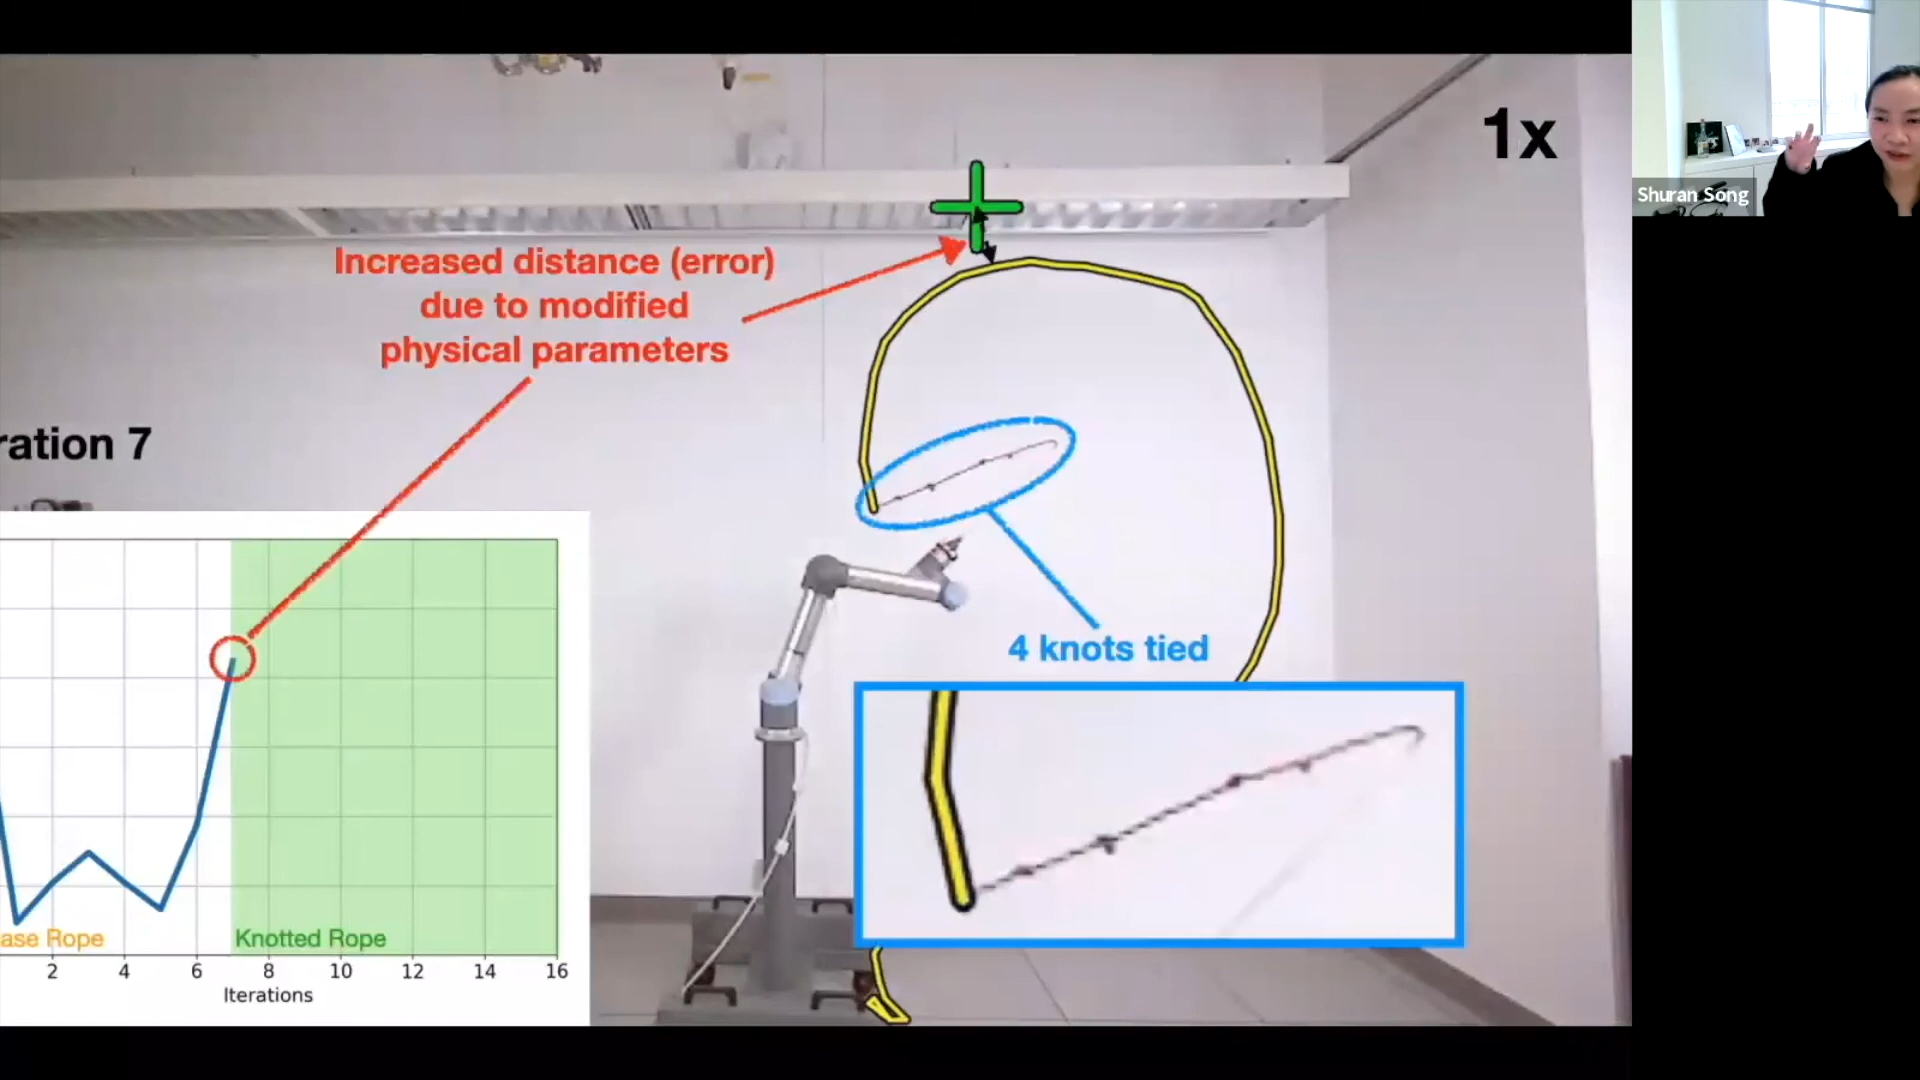 1x
Shuran Song
Increased distance (error)
due to modified
physical parameters
ration 7
4 knots tied
ase Rope
Knotted Rope
2 4 6 8 10 12 14 16
Iterations